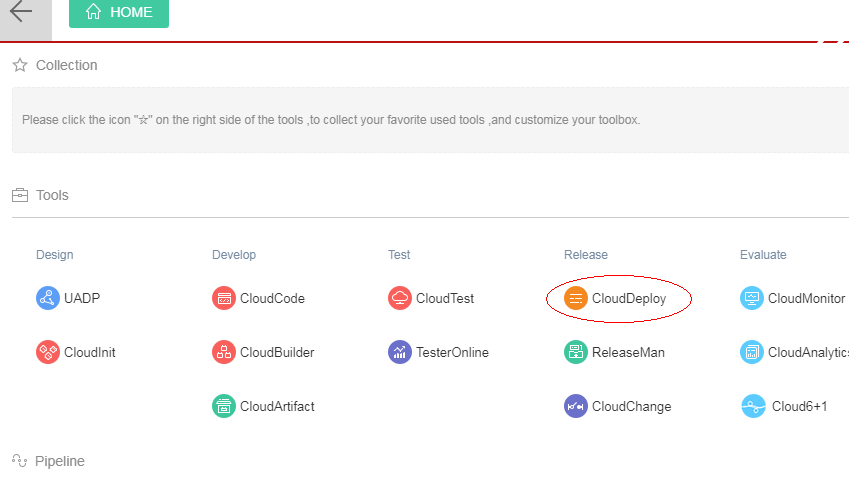 HOME
Collection
Please click the icon "☆" on the right side of the tools ,to collect your favorite used tools ,and customize your toolbox.
Tools
Design Develop Test Release Evaluate
UADP CloudCode CloudTest CloudDeploy CloudMonitor
CloudInit CloudBuilder TesterOnline ReleaseMan CloudAnalytics
CloudArtifact CloudChange Cloud6+1
Pipeline